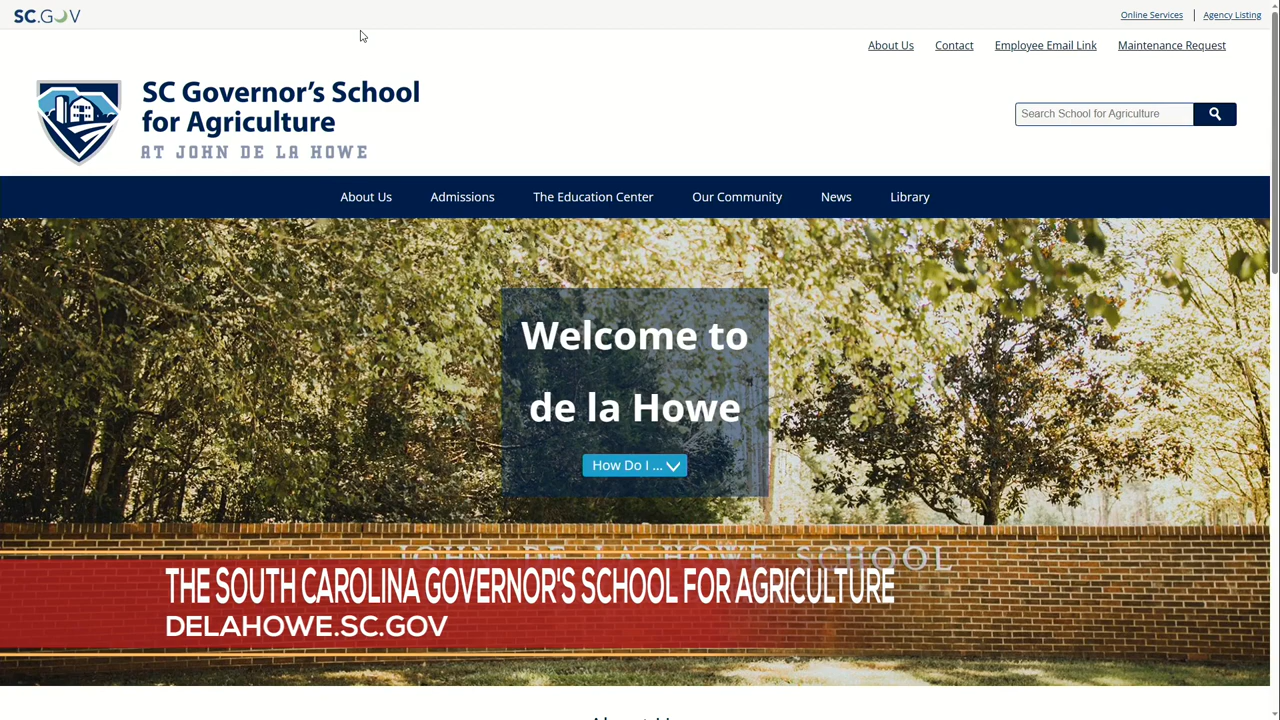 SC.GOV
Online Services | Agency Listing
About Us Contact Employee Email Link Maintenance Request
SC Governor's School
for Agriculture
AT JOHN DE LA HOWE
Search School for Agriculture
About Us Admissions The Education Center Our Community News Library
Welcome to
de la Howe
How Do I ...
JOHN DE LA HOWE SCHOOL
THE SOUTH CAROLINA GOVERNOR'S SCHOOL FOR AGRICULTURE
DELAHOWE.SC.GOV